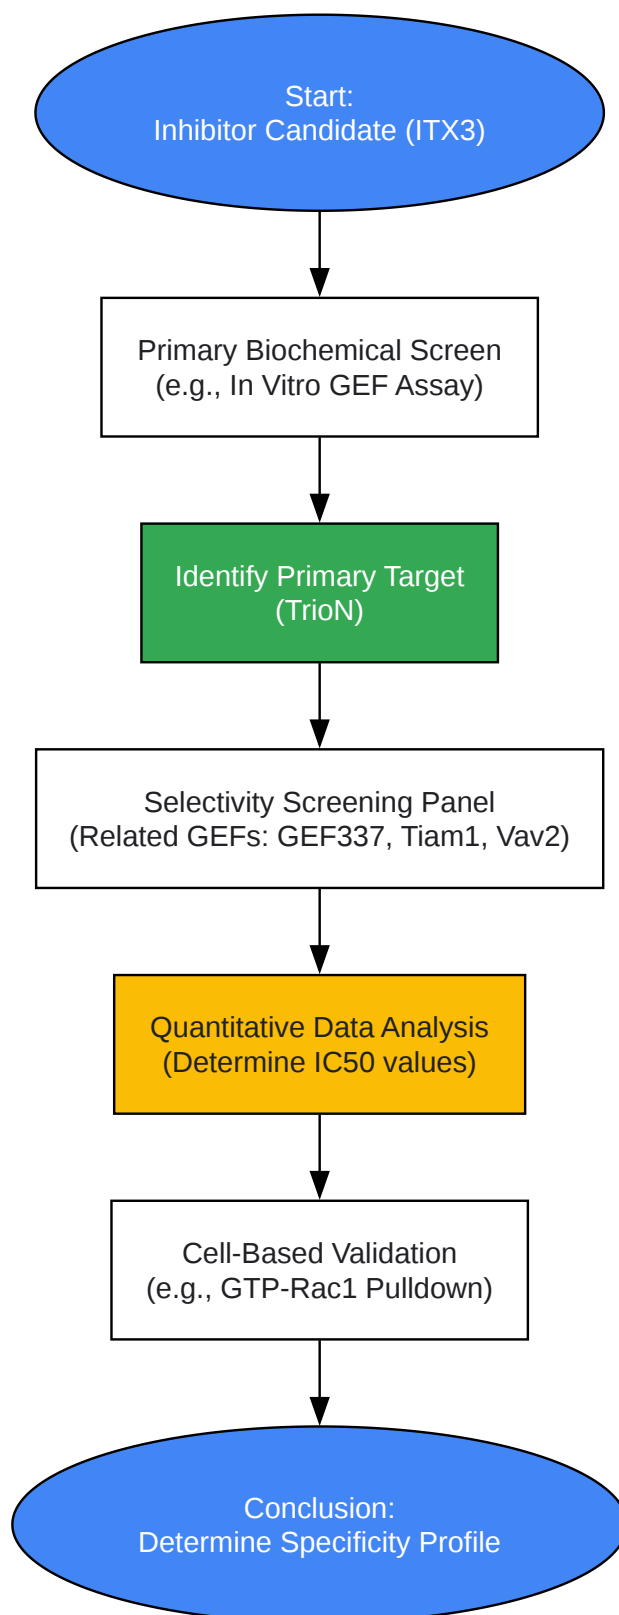 Start:
Inhibitor Candidate (ITX3)
Primary Biochemical Screen
(e.g., In Vitro GEF Assay)
Identify Primary Target
(TrioN)
Selectivity Screening Panel
(Related GEFs: GEF337, Tiam1, Vav2)
Quantitative Data Analysis
(Determine IC50 values)
Cell-Based Validation
(e.g., GTP-Rac1 Pulldown)
Conclusion:
Determine Specificity Profile